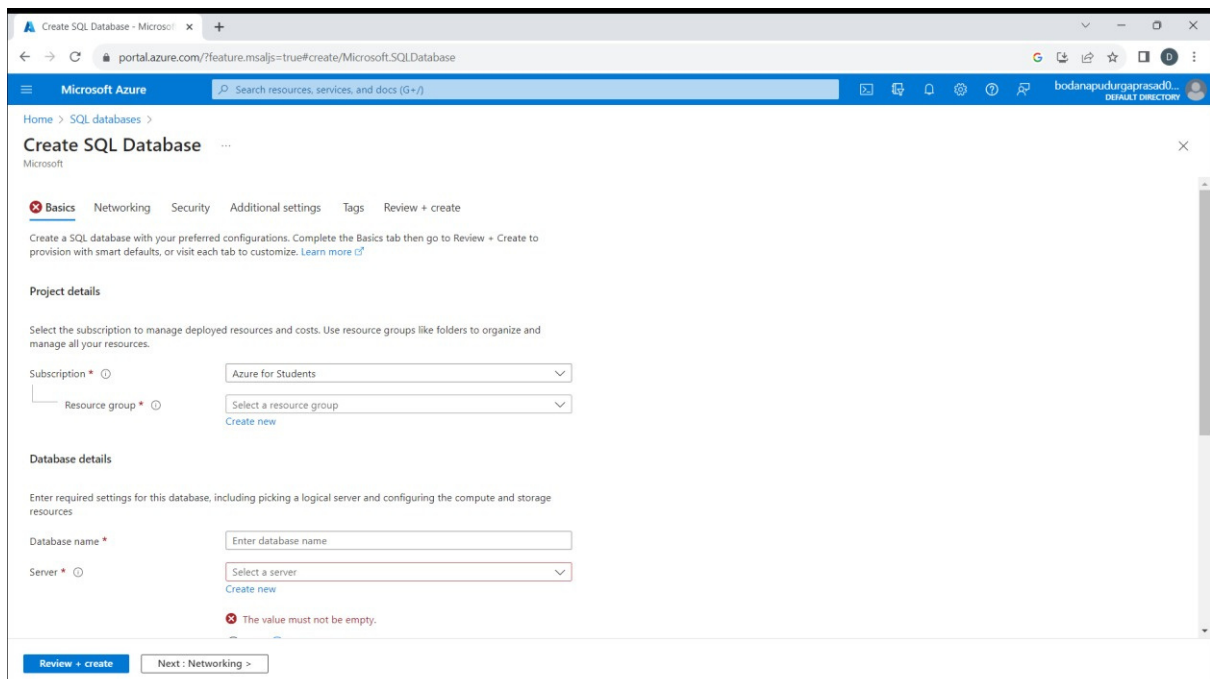 Create SQL Database - Microsof
portal.azure.com/?feature.msaljs=true#create/Microsoft.SQLDatabase
G
D
Microsoft Azure
Search resources, services, and docs (G+/)
bodanapudurgaprasad0...
DEFAULT DIRECTORY
Home > SQL databases >
Create SQL Database ...
Microsoft
Basics Networking Security Additional settings Tags Review + create
Create a SQL database with your preferred configurations. Complete the Basics tab then go to Review + Create to
provision with smart defaults, or visit each tab to customize. Learn more
Project details
Select the subscription to manage deployed resources and costs. Use resource groups like folders to organize and
manage all your resources.
Subscription *
Azure for Students
Resource group *
Select a resource group
Create new
Database details
Enter required settings for this database, including picking a logical server and configuring the compute and storage
resources
Database name *
Enter database name
Server *
Select a server
Create new
The value must not be empty.
Review + create
Next : Networking >